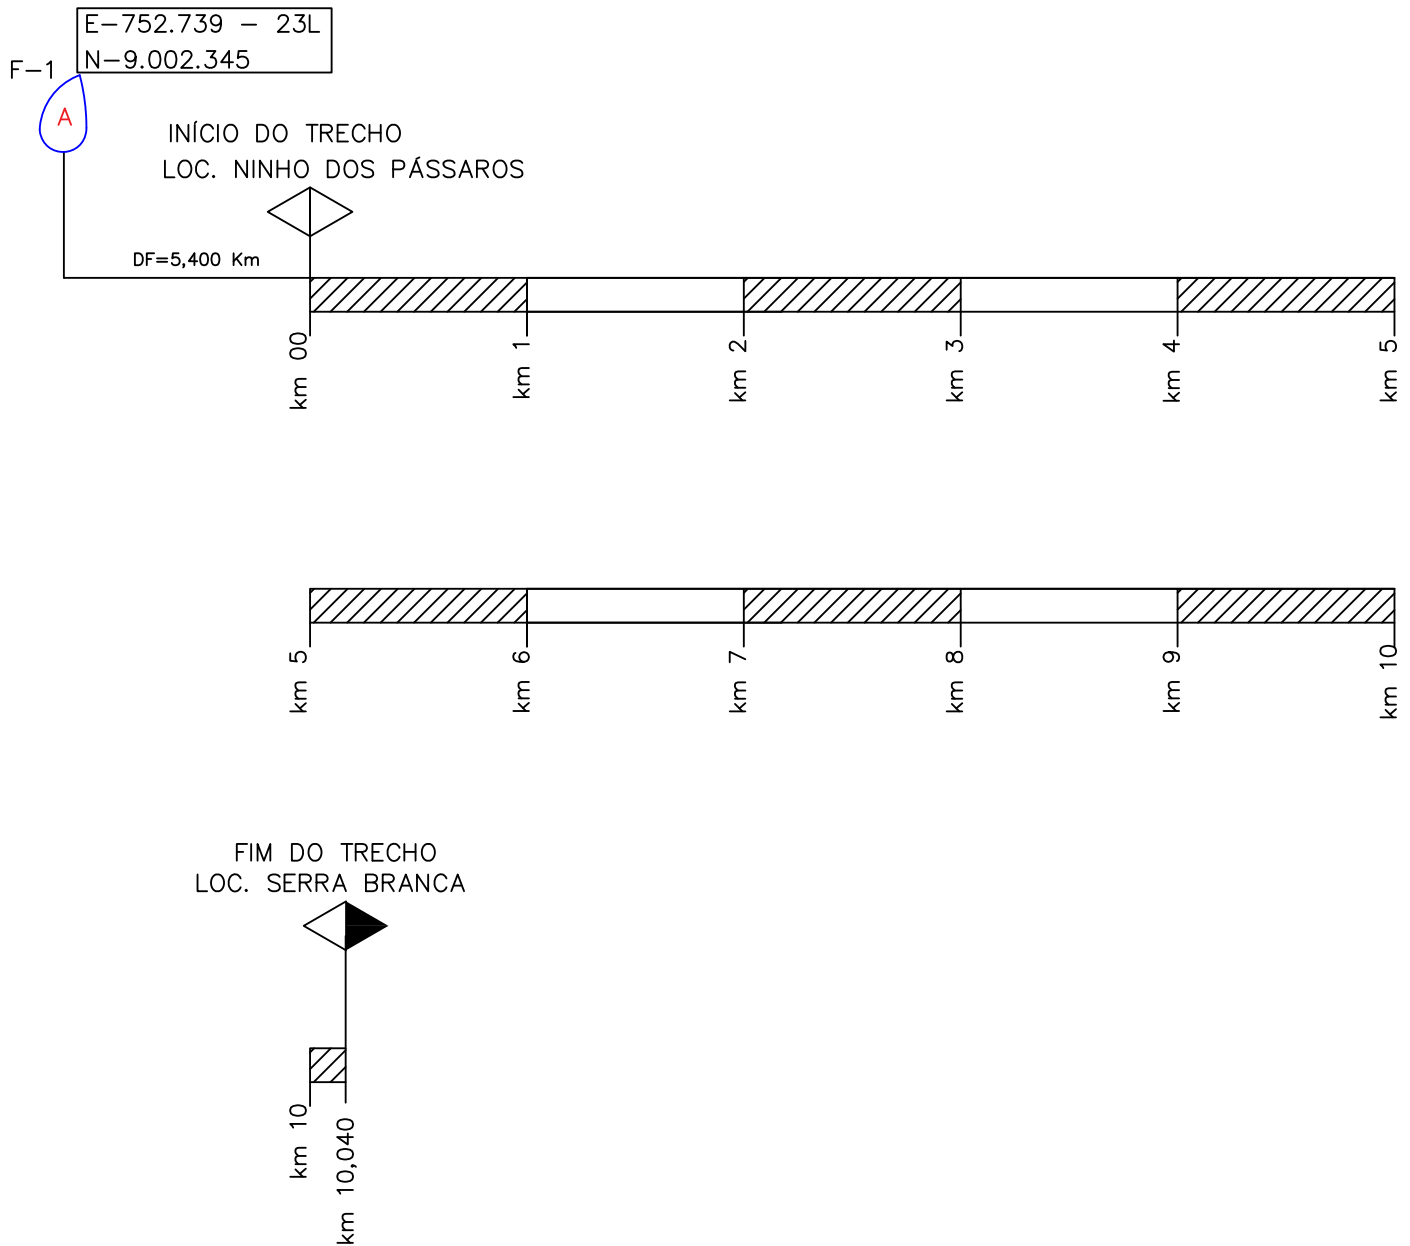 E-752.739 - 23L
N-9.002.345
F-1
A
INÍCIO DO TRECHO
LOC. NINHO DOS PÁSSAROS
DF=5,400 Km
km 00
km 1
km 2
km 3
km 4
km 5
km 5
km 6
km 7
km 8
km 9
km 10
FIM DO TRECHO
LOC. SERRA BRANCA
km 10
km 10,040